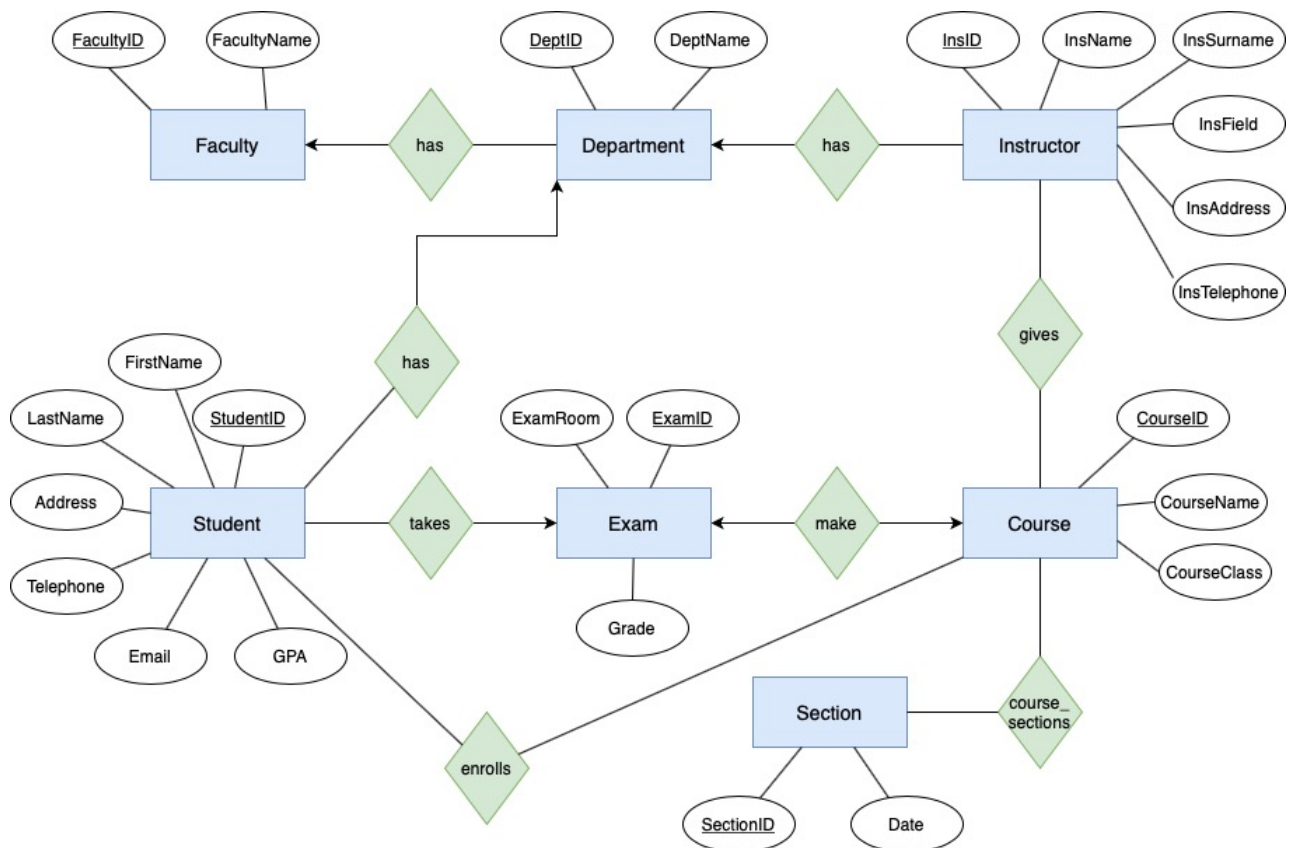 FacultyID
FacultyName
DeptID
DeptName
InsID
InsName
InsSurname
InsField
InsAddress
InsTelephone
Faculty
has
Department
has
Instructor
has
gives
FirstName
LastName
StudentID
Address
Telephone
Email
GPA
Student
takes
ExamRoom
ExamID
Exam
Grade
make
CourseID
CourseName
CourseClass
Course
enrolls
Section
course_
sections
SectionID
Date